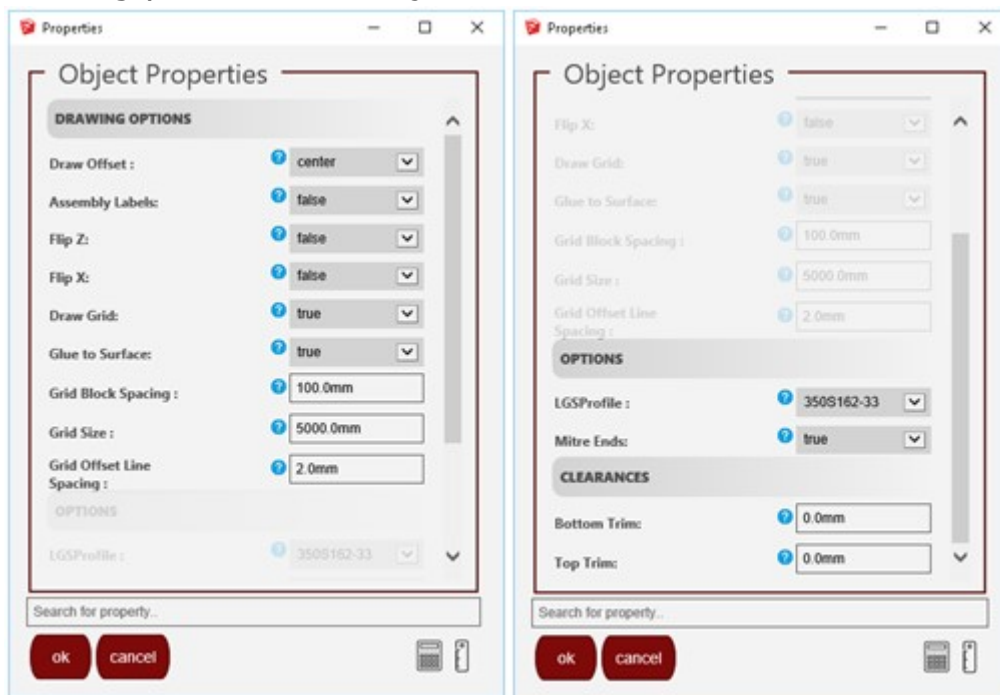 Properties
Object Properties
DRAWING OPTIONS
Draw Offset : center
Assembly Labels: false
Flip Z: false
Flip X: false
Draw Grid: true
Glue to Surface: true
Grid Block Spacing : 100.0mm
Grid Size : 5000.0mm
Grid Offset Line
Spacing : 2.0mm
OPTIONS
LGSProfile : 350S162-33
Search for property..
ok cancel
Properties
Object Properties
Flip X: false
Draw Grid: true
Glue to Surface: true
Grid Block Spacing : 100.0mm
Grid Size : 5000.0mm
Grid Offset Line
Spacing : 2.0mm
OPTIONS
LGSProfile : 350S162-33
Mitre Ends: true
CLEARANCES
Bottom Trim: 0.0mm
Top Trim: 0.0mm
Search for property..
ok cancel